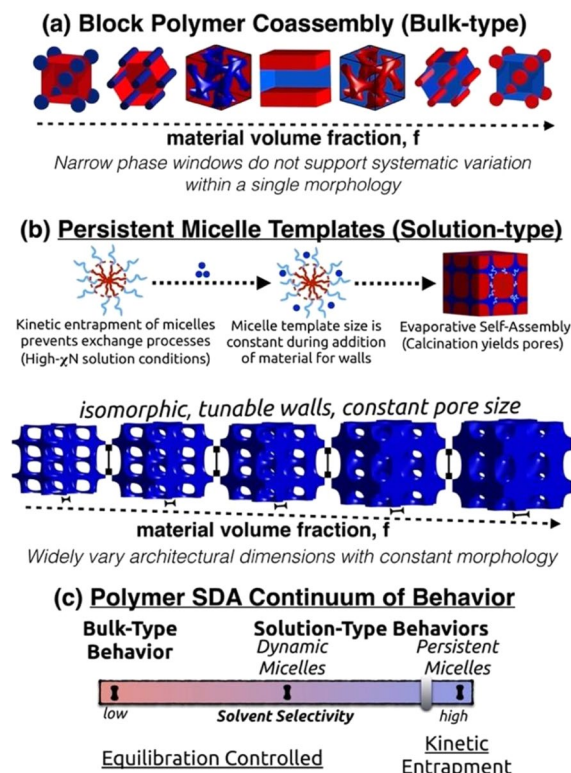 (a) Block Polymer Coassembly (Bulk-type)
material volume fraction, f
Narrow phase windows do not support systematic variation
within a single morphology
(b) Persistent Micelle Templates (Solution-type)
Kinetic entrapment of micelles
prevents exchange processes
(High-χN solution conditions)
Micelle template size is
constant during addition
of material for walls
Evaporative Self-Assembly
(Calcination yields pores)
isomorphic, tunable walls, constant pore size
material volume fraction, f
Widely vary architectural dimensions with constant morphology
(c) Polymer SDA Continuum of Behavior
Bulk-Type
Behavior
Solution-Type Behaviors
Dynamic
Micelles
Persistent
Micelles
low
Solvent Selectivity
high
Equilibration Controlled
Kinetic
Entrapment